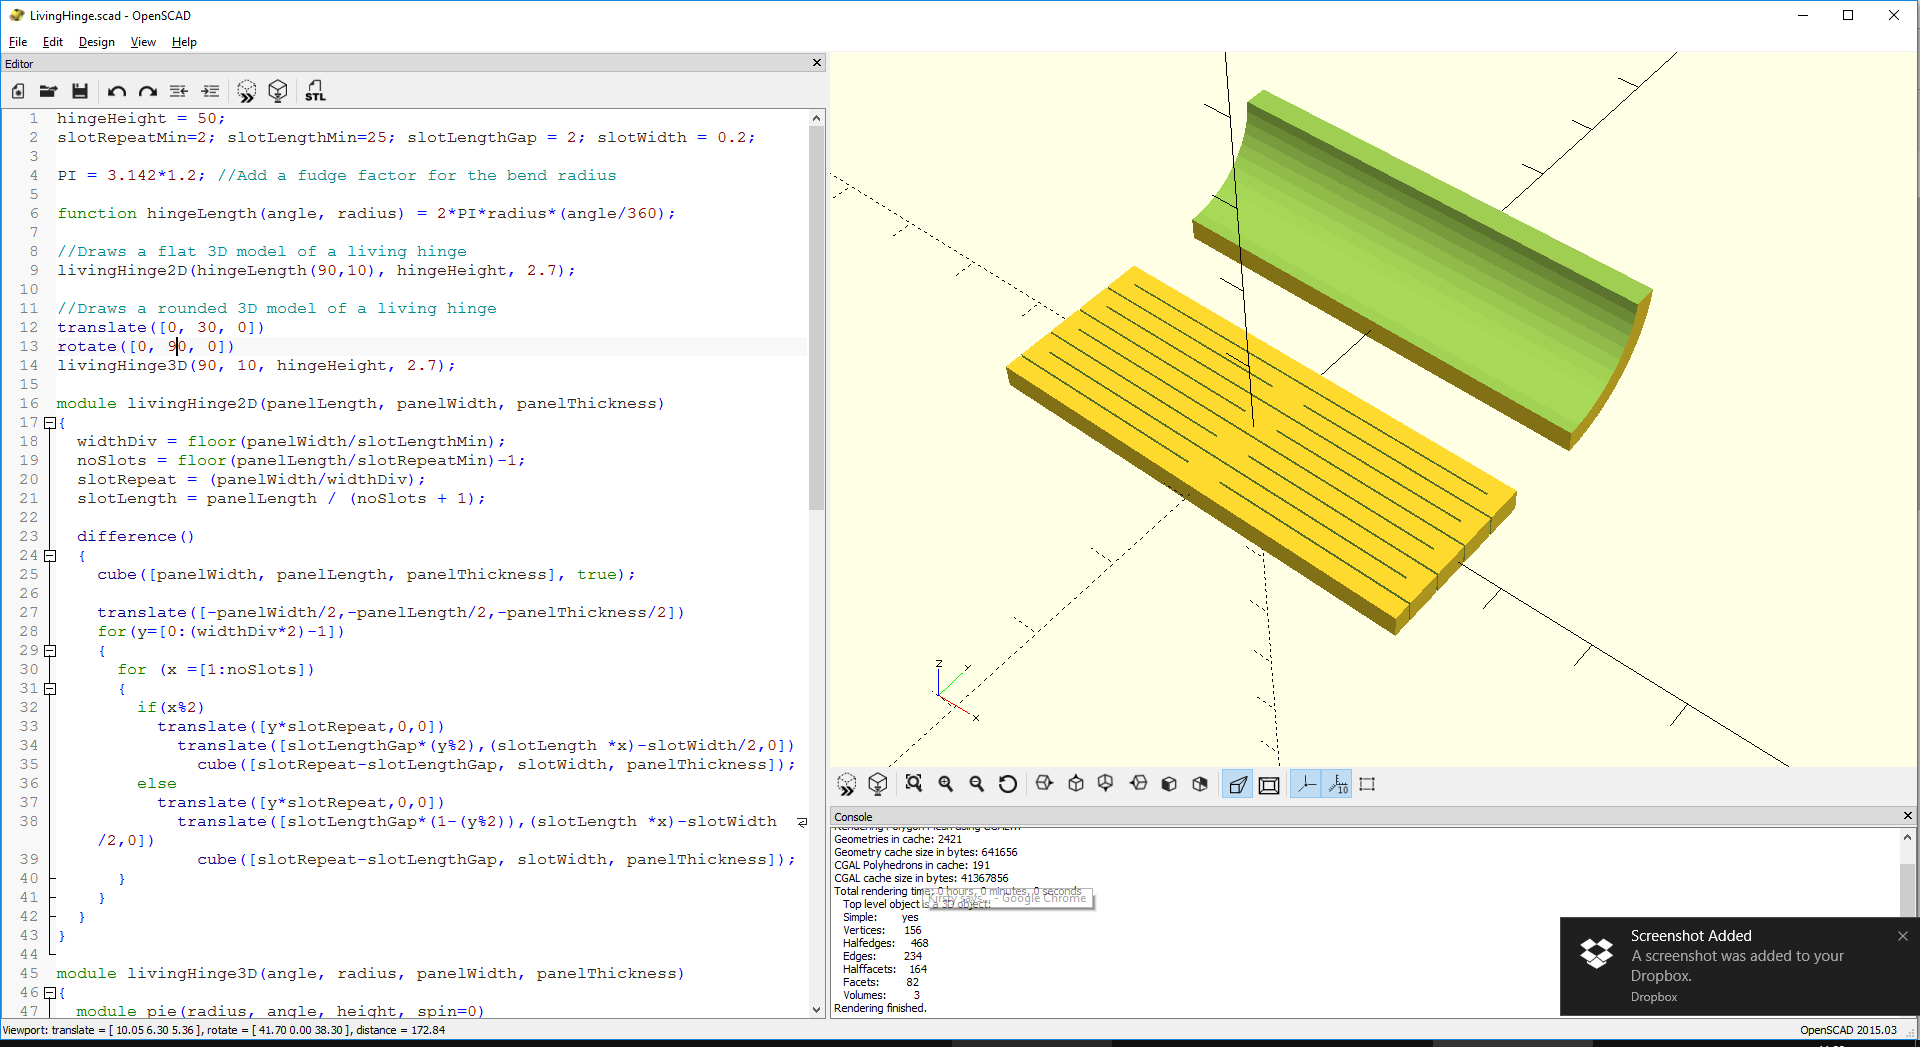 LivingHinge.scad - OpenSCAD
File Edit Design View Help
Editor
STL
1 hingeHeight = 50;
2 slotRepeatMin=2; slotLengthMin=25; slotLengthGap = 2; slotWidth = 0.2;
3
4 PI = 3.142*1.2; //Add a fudge factor for the bend radius
5
6 function hingeLength(angle, radius) = 2*PI*radius*(angle/360);
7
8 //Draws a flat 3D model of a living hinge
9 livingHinge2D(hingeLength(90,10), hingeHeight, 2.7);
10
11 //Draws a rounded 3D model of a living hinge
12 translate([0, 30, 0])
13 rotate([0, 90, 0])
14 livingHinge3D(90, 10, hingeHeight, 2.7);
15
16 module livingHinge2D(panelLength, panelWidth, panelThickness)
17 {
18 widthDiv = floor(panelWidth/slotLengthMin);
19 noSlots = floor(panelLength/slotRepeatMin)-1;
20 slotRepeat = (panelWidth/widthDiv);
21 slotLength = panelLength / (noSlots + 1);
22
23 difference()
24 {
25 cube([panelWidth, panelLength, panelThickness], true);
26
27 translate([-panelWidth/2,-panelLength/2,-panelThickness/2])
28 for(y=[0:(widthDiv*2)-1])
29 {
30 for (x =[1:noSlots])
31 {
32 if(x%2)
33 translate([y*slotRepeat,0,0])
34 translate([slotLengthGap*(y%2),(slotLength *x)-slotWidth/2,0])
35 cube([slotRepeat-slotLengthGap, slotWidth, panelThickness]);
36 else
37 translate([y*slotRepeat,0,0])
38 translate([slotLengthGap*(1-(y%2)),(slotLength *x)-slotWidth
/2,0])
39 cube([slotRepeat-slotLengthGap, slotWidth, panelThickness]);
40 }
41 }
42 }
43 }
44
45 module livingHinge3D(angle, radius, panelWidth, panelThickness)
46 {
47 module pie(radius, angle, height, spin=0)
Viewport: translate = [ 10.05 6.30 5.36 ], rotate = [ 41.70 0.00 38.30 ], distance = 172.84
z
y
x
10
Console
Rendering Polygon Mesh using CGAL...
Geometries in cache: 2421
Geometry cache size in bytes: 641656
CGAL Polyhedrons in cache: 191
CGAL cache size in bytes: 41367856
Total rendering time: 0 hours, 0 minutes, 0 seconds
Kirsty says... - Google Chrome
Top level object is a 3D object:
Simple: yes
Vertices: 156
Halfedges: 468
Edges: 234
Halffacets: 164
Facets: 82
Volumes: 3
Rendering finished.
Screenshot Added
A screenshot was added to your
Dropbox.
Dropbox
OpenSCAD 2015.03